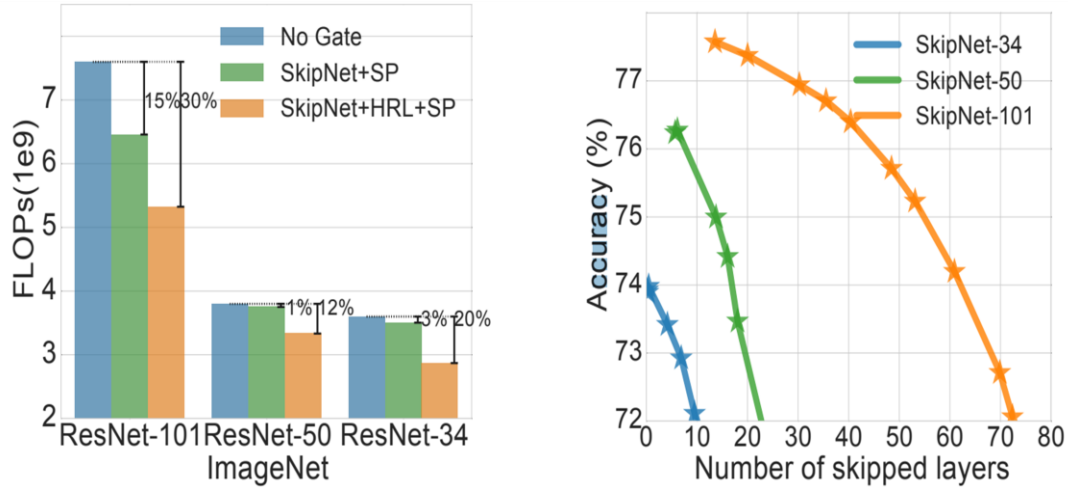 No Gate
SkipNet+SP
SkipNet+HRL+SP
15%
30%
1%
12%
3%
20%
FLOPs(1e9)
7
6
5
4
3
2
ResNet-101
ResNet-50
ResNet-34
ImageNet
SkipNet-34
SkipNet-50
SkipNet-101
Accuracy (%)
77
76
75
74
73
72
0
10
20
30
40
50
60
70
80
Number of skipped layers